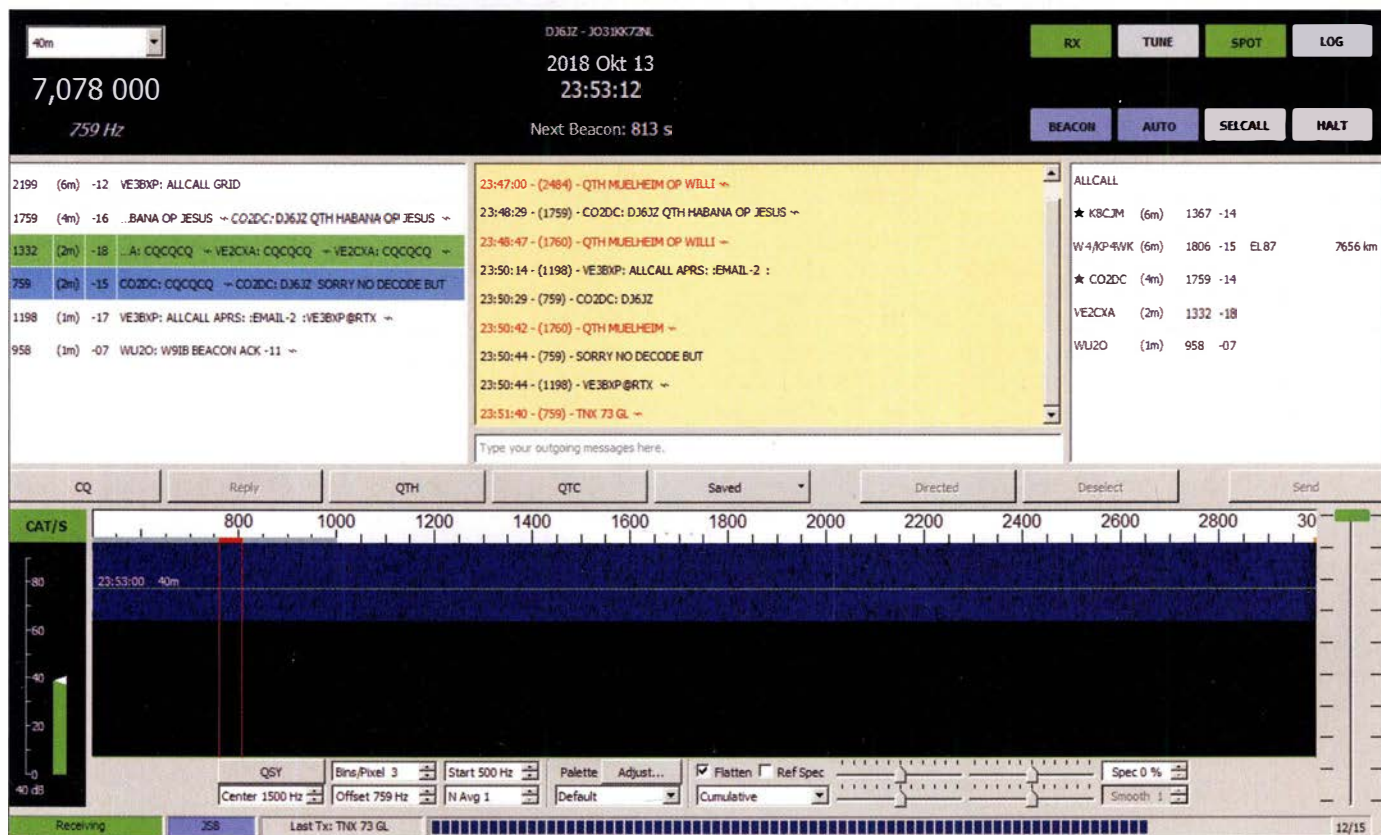 40m
7,078 000
759 Hz
DJ6JZ - JO31KK72NL
2018 Okt 13
23:53:12
Next Beacon: 813 s
RX TUNE SPOT LOG
BEACON AUTO SELCALL HALT
2199 (6m) -12 VE3BXP: ALLCALL GRID
1759 (4m) -16 ...BANA OP JESUS ~ CO2DC: DJ6JZ QTH HABANA OP JESUS ~
1332 (2m) -18 ...A: CQCQCQ ~ VE2CXA: CQCQCQ ~ VE2CXA: CQCQCQ ~
759 (2m) -15 CO2DC: CQCQCQ ~ CO2DC: DJ6JZ SORRY NO DECODE BUT
1198 (1m) -17 VE3BXP: ALLCALL APRS: :EMAIL-2 :VE3BXP@RTX ~
958 (1m) -07 WU2O: W9IB BEACON ACK -11 ~
23:47:00 - (2484) - QTH MUELHEIM OP WILLI ~
23:48:29 - (1759) - CO2DC: DJ6JZ QTH HABANA OP JESUS ~
23:48:47 - (1760) - QTH MUELHEIM OP WILLI ~
23:50:14 - (1198) - VE3BXP: ALLCALL APRS: :EMAIL-2 :
23:50:29 - (759) - CO2DC: DJ6JZ
23:50:42 - (1760) - QTH MUELHEIM ~
23:50:44 - (759) - SORRY NO DECODE BUT
23:50:44 - (1198) - VE3BXP@RTX ~
23:51:40 - (759) - TNX 73 GL ~
Type your outgoing messages here.
ALLCALL
★ K8CJM (6m) 1367 -14
W4/KP4WK (6m) 1806 -15 EL87 7656 km
★ CO2DC (4m) 1759 -14
VE2CXA (2m) 1332 -18
WU2O (1m) 958 -07
CQ Reply QTH QTC Saved Directed Deselect Send
CAT/S
800 1000 1200 1400 1600 1800 2000 2200 2400 2600 2800 30
23:53:00 40m
80
60
40
20
0
40 dB
QSY Bins/Pixel 3 Start 500 Hz Palette Adjust... Flatten Ref Spec Spec 0 %
Center 1500 Hz Offset 759 Hz N Avg 1 Default Cumulative Smooth 1
Receiving JS8 Last Tx: TNX 73 GL 12/15